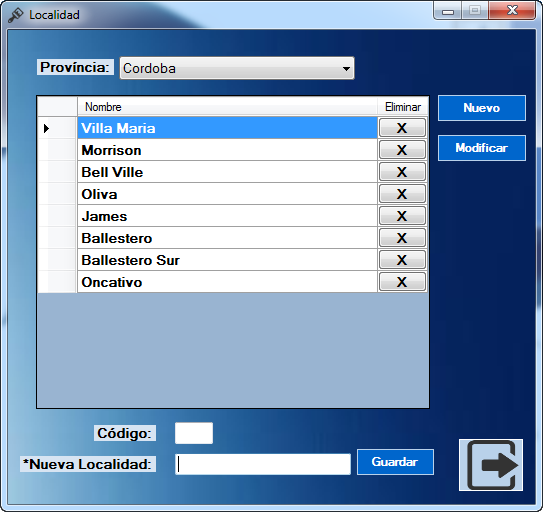 Localidad
Província: Cordoba
Nombre Eliminar
Nuevo
Villa Maria X
Morrison X
Modificar
Bell Ville X
Oliva X
James X
Ballestero X
Ballestero Sur X
Oncativo X
Código:
*Nueva Localidad: Guardar